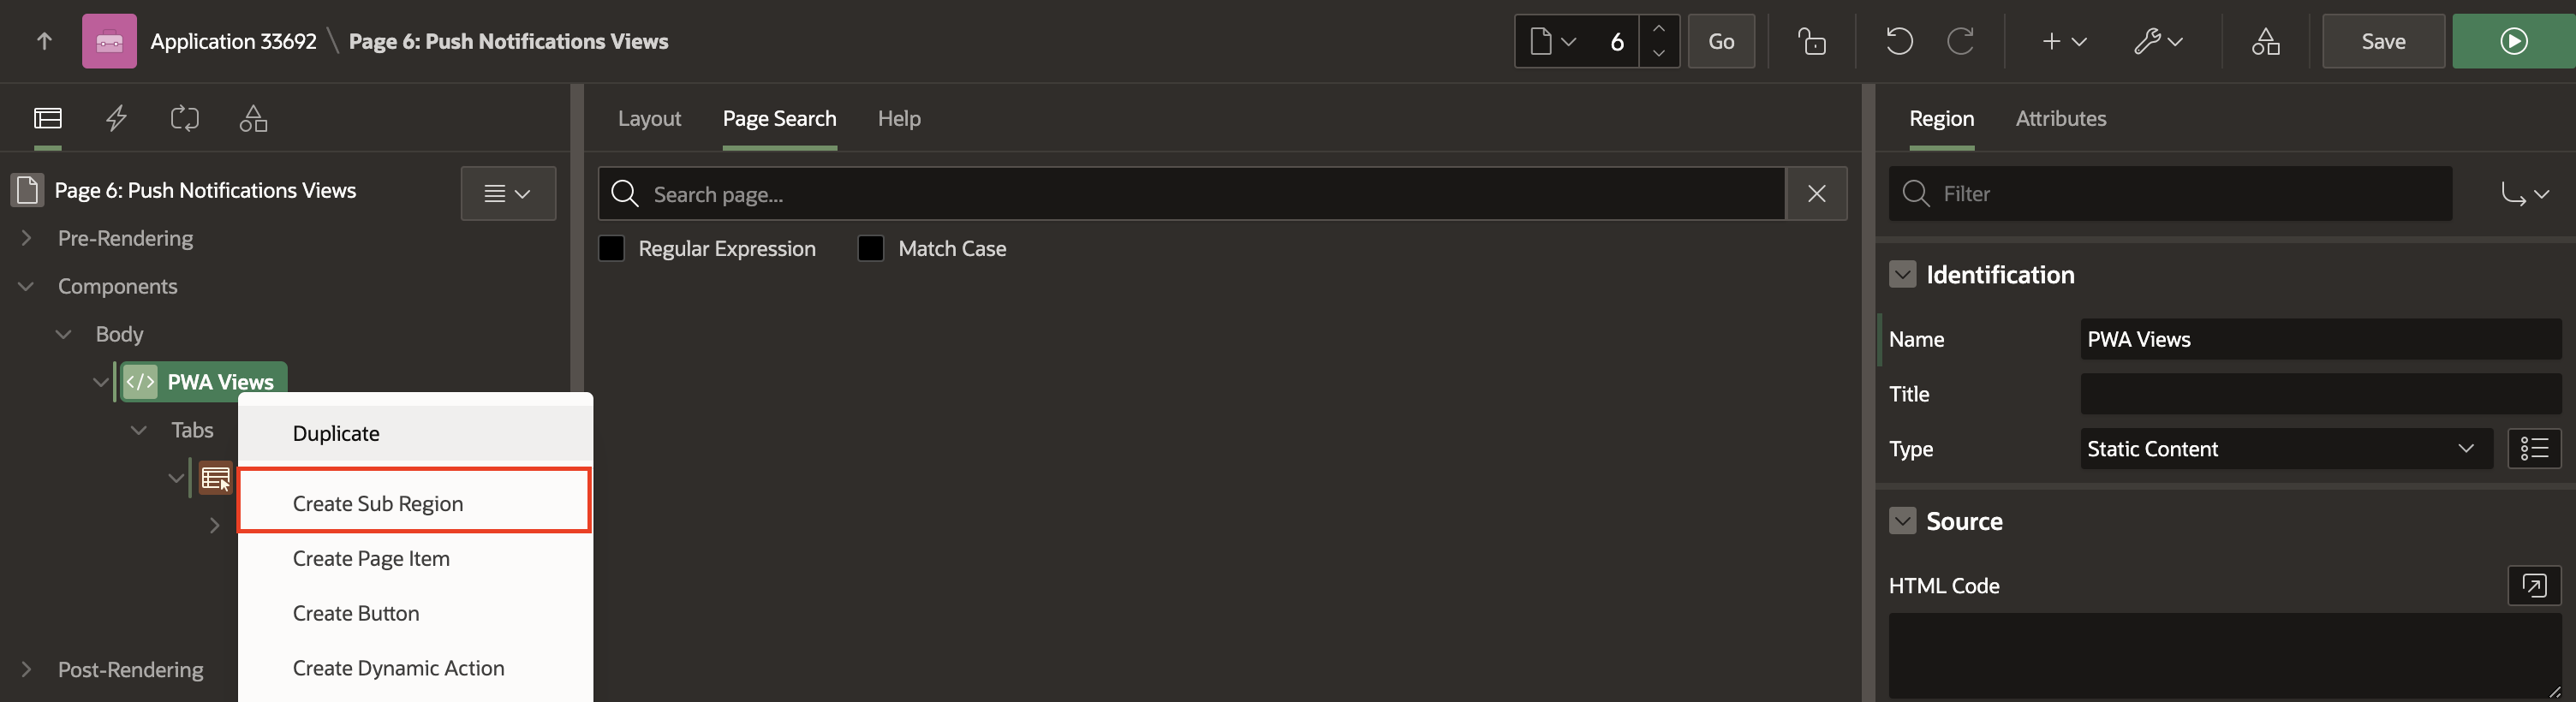 Application 33692 \ Page 6: Push Notifications Views
6
Go
Save
Page 6: Push Notifications Views
Pre-Rendering
Components
Body
</> PWA Views
Tabs
Post-Rendering
Duplicate
Create Sub Region
Create Page Item
Create Button
Create Dynamic Action
Layout Page Search Help
Search page...
Regular Expression Match Case
Region Attributes
Filter
Identification
Name PWA Views
Title
Type Static Content
Source
HTML Code